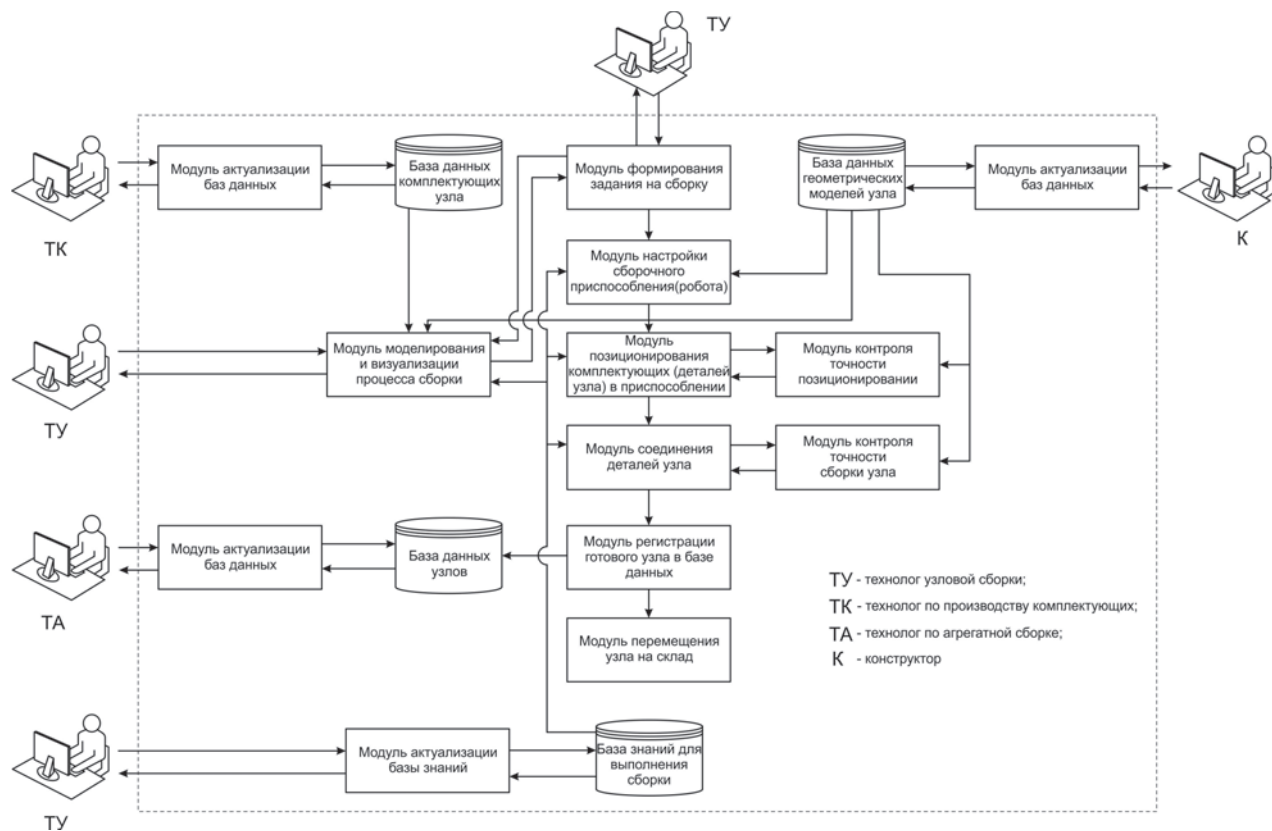 ТУ
Модуль актуализации
баз данных
База данных
комплектующих
узла
Модуль формирования
задания на сборку
База данных
геометрических
моделей узла
Модуль актуализации
баз данных
ТК
К
Модуль настройки
сборочного
приспособления(робота)
Модуль моделирования
и визуализации
процесса сборки
Модуль
позиционирования
комплектующих (деталей
узла) в приспособлении
Модуль контроля
точности
позиционировании
ТУ
Модуль соединения
деталей узла
Модуль контроля
точности
сборки узла
Модуль актуализации
баз данных
База данных
узлов
Модуль регистрации
готового узла в базе
данных
ТА
Модуль перемещения
узла на склад
ТУ - технолог узловой сборки;
ТК - технолог по производству комплектующих;
ТА - технолог по агрегатной сборке;
К - конструктор
Модуль актуализации
базы знаний
База знаний для
выполнения
сборки
ТУ